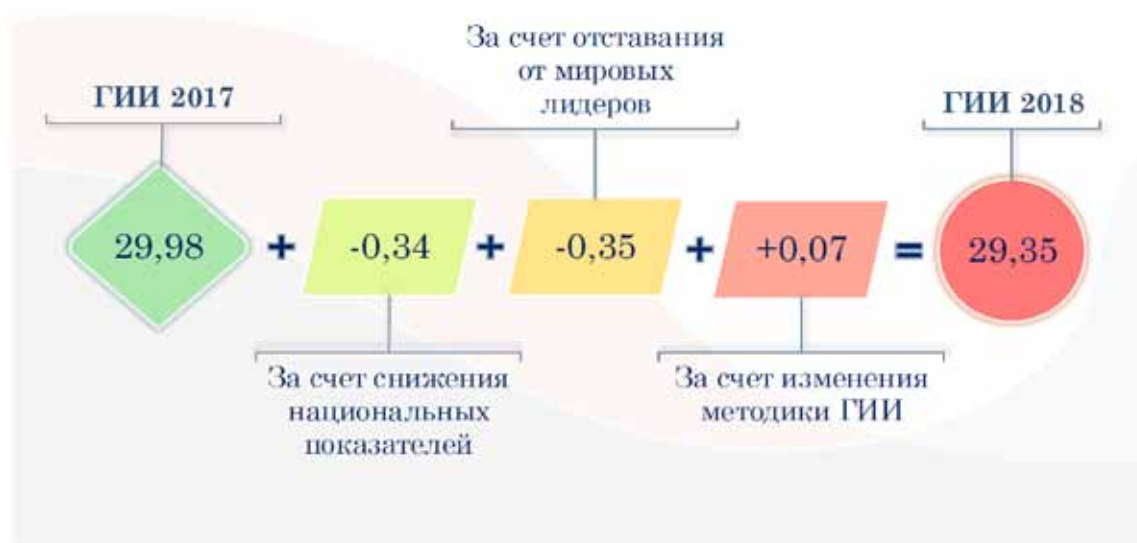 За счет отставания
от мировых
лидеров
ГИИ 2017
ГИИ 2018
29,98 + -0,34 + -0,35 + +0,07 = 29,35
За счет снижения
национальных
показателей
За счет изменения
методики ГИИ